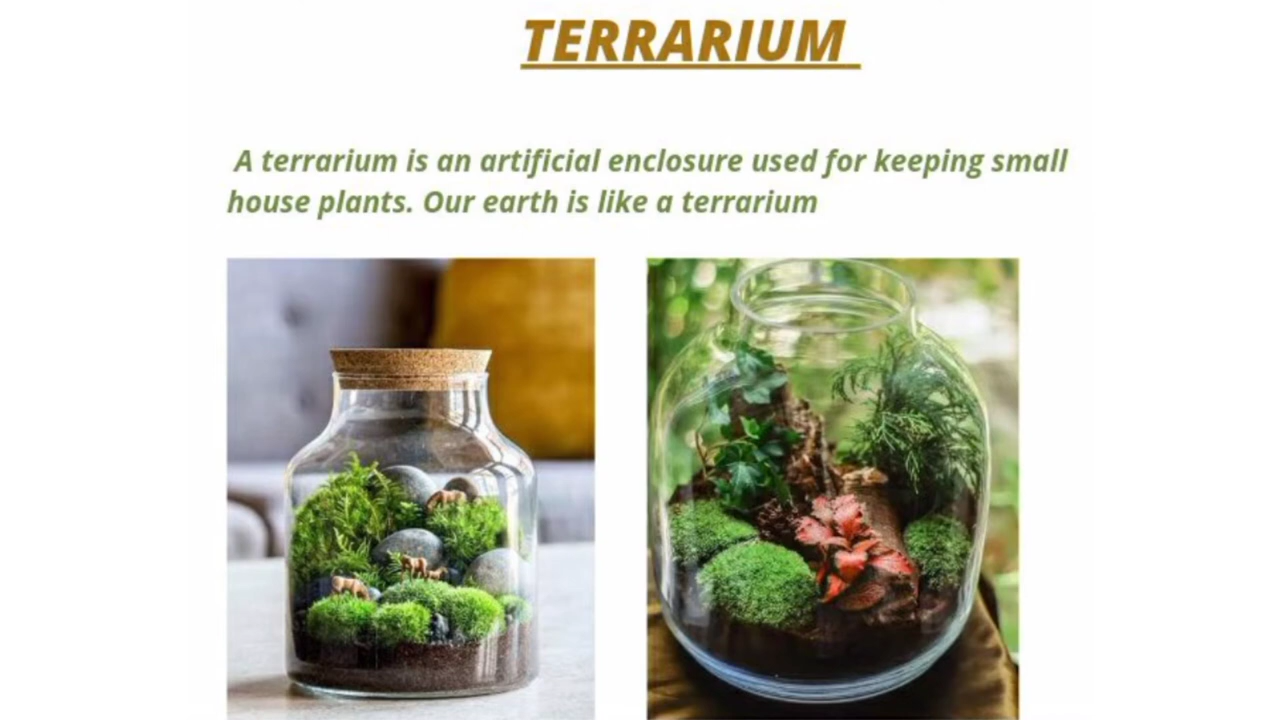 TERRARIUM
A terrarium is an artificial enclosure used for keeping small
house plants. Our earth is like a terrarium